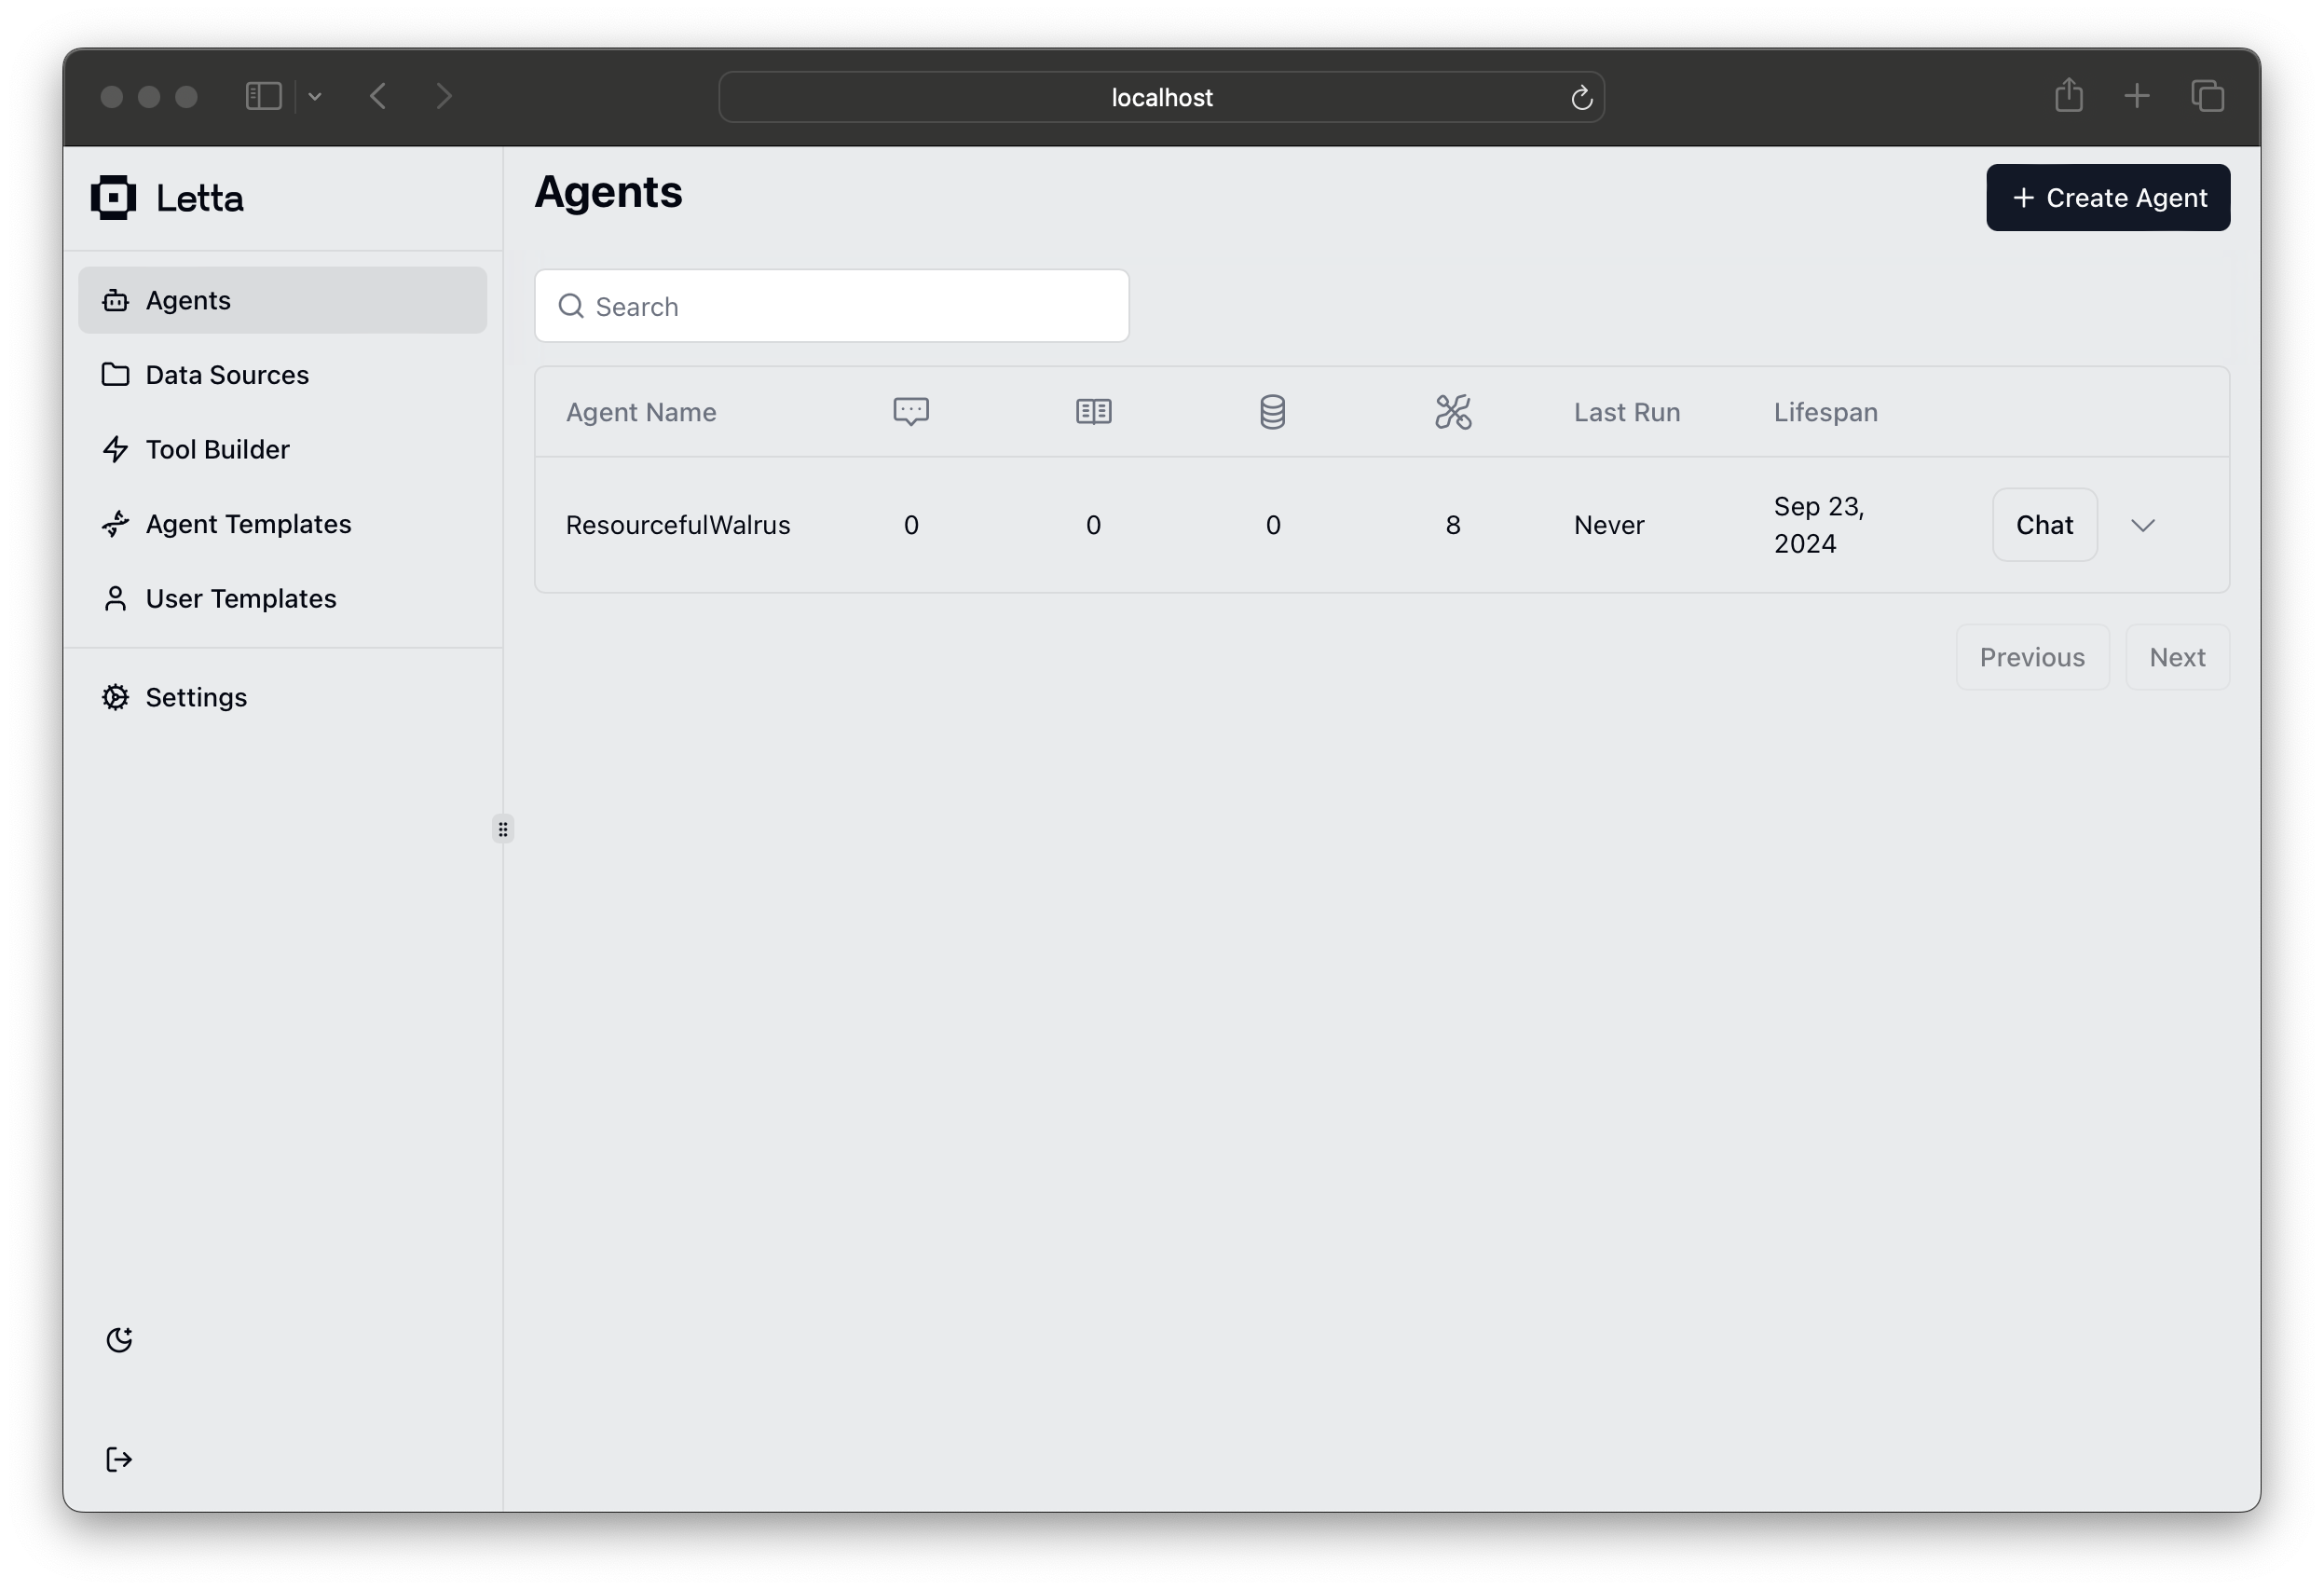 localhost
Letta
Agents
Data Sources
Tool Builder
Agent Templates
User Templates
Settings
Agents
Create Agent
Search
Agent Name Last Run Lifespan
ResourcefulWalrus 0 0 0 8 Never Sep 23,
2024
Chat
Previous Next